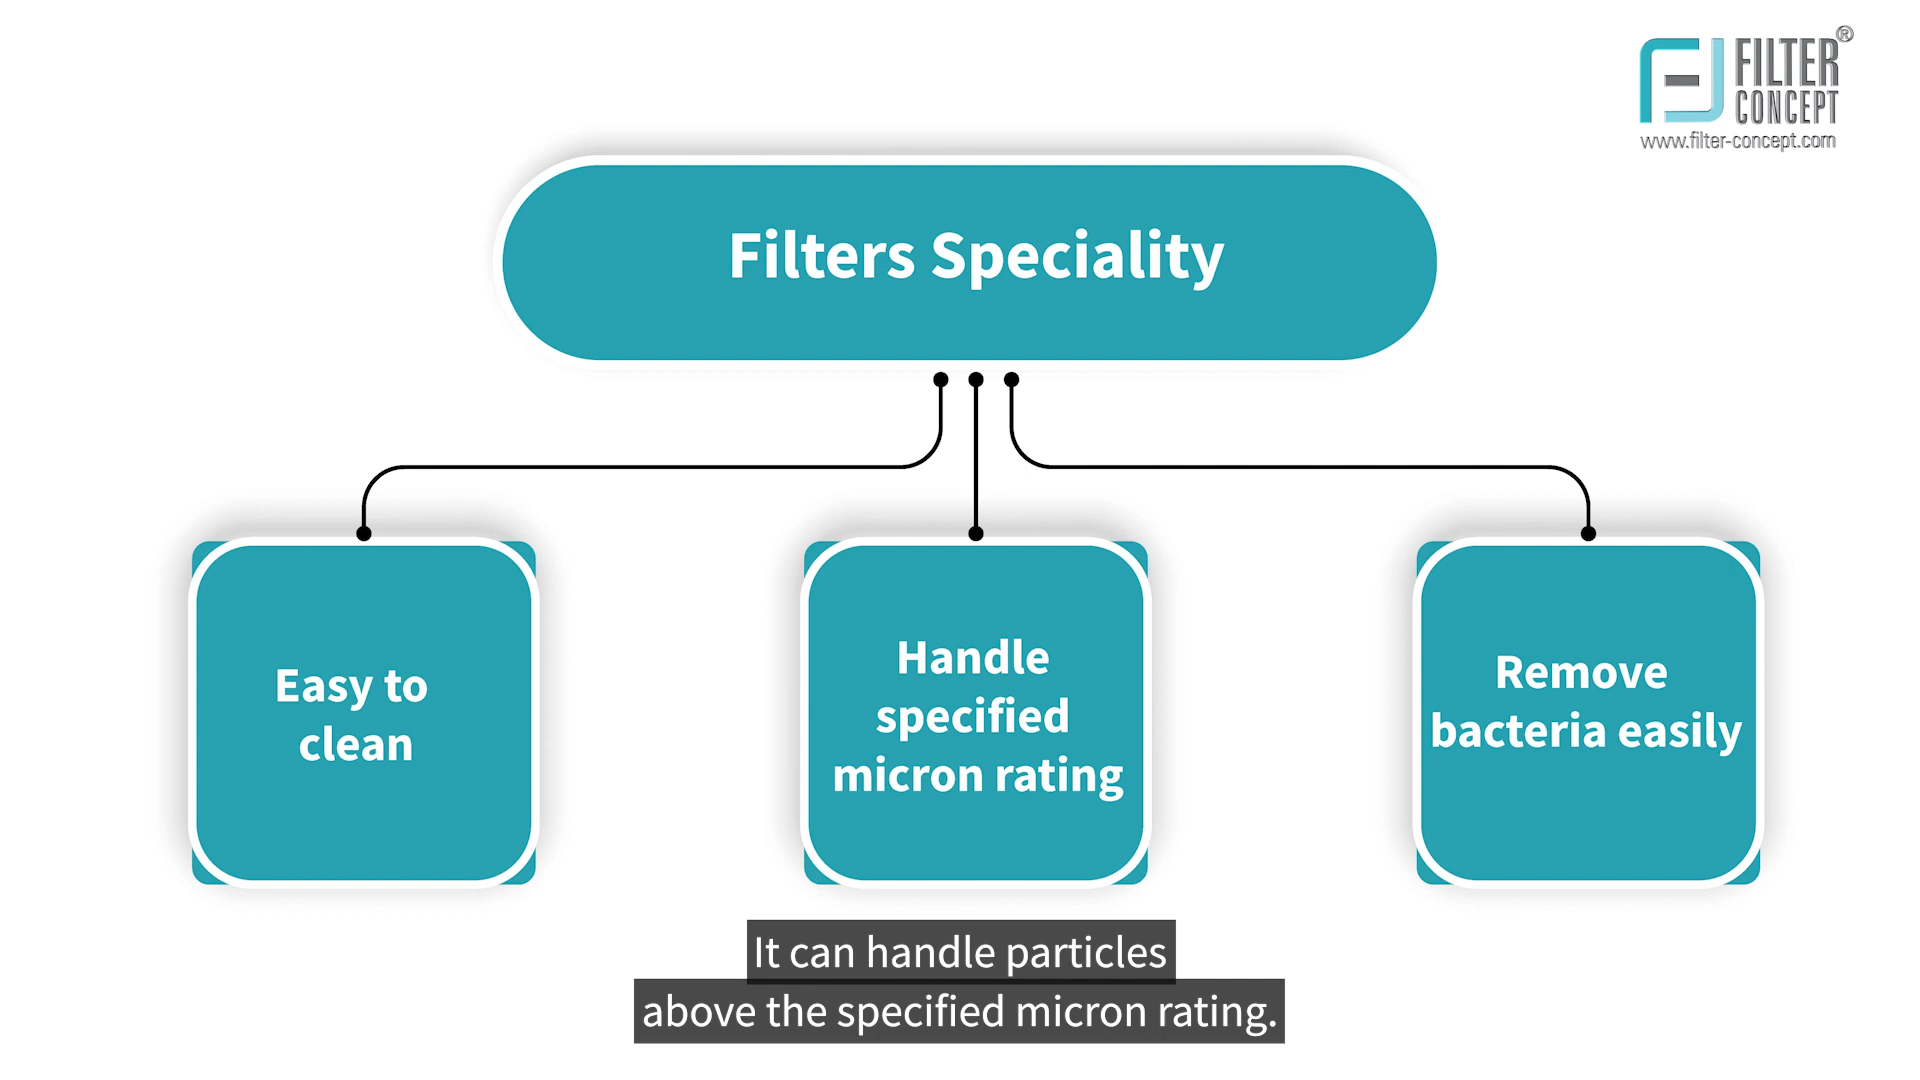 FILTER®
CONCEPT
www.filter-concept.com
Filters Speciality
Easy to
clean
Handle
specified
micron rating
Remove
bacteria easily
It can handle particles
above the specified micron rating.